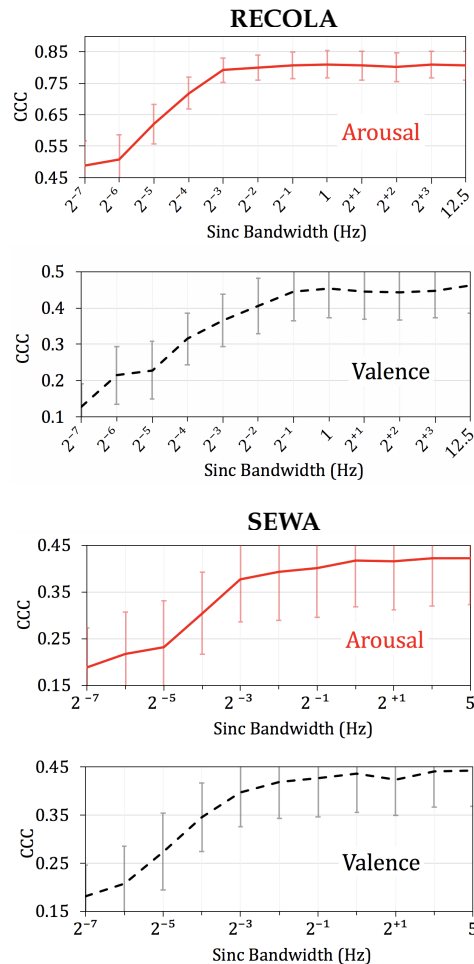 RECOLA
0.85
0.75
0.65
0.55
0.45
CCC
Arousal
2⁻⁷ 2⁻⁶ 2⁻⁵ 2⁻⁴ 2⁻³ 2⁻² 2⁻¹ 1 2⁺¹ 2⁺² 2⁺³ 12.5
Sinc Bandwidth (Hz)
0.5
0.4
0.3
0.2
0.1
CCC
Valence
2⁻⁷ 2⁻⁶ 2⁻⁵ 2⁻⁴ 2⁻³ 2⁻² 2⁻¹ 1 2⁺¹ 2⁺² 2⁺³ 12.5
Sinc Bandwidth (Hz)
SEWA
0.45
0.35
0.25
0.15
CCC
Arousal
2⁻⁷ 2⁻⁵ 2⁻³ 2⁻¹ 2⁺¹ 5
Sinc Bandwidth (Hz)
0.45
0.35
0.25
0.15
CCC
Valence
2⁻⁷ 2⁻⁵ 2⁻³ 2⁻¹ 2⁺¹ 5
Sinc Bandwidth (Hz)